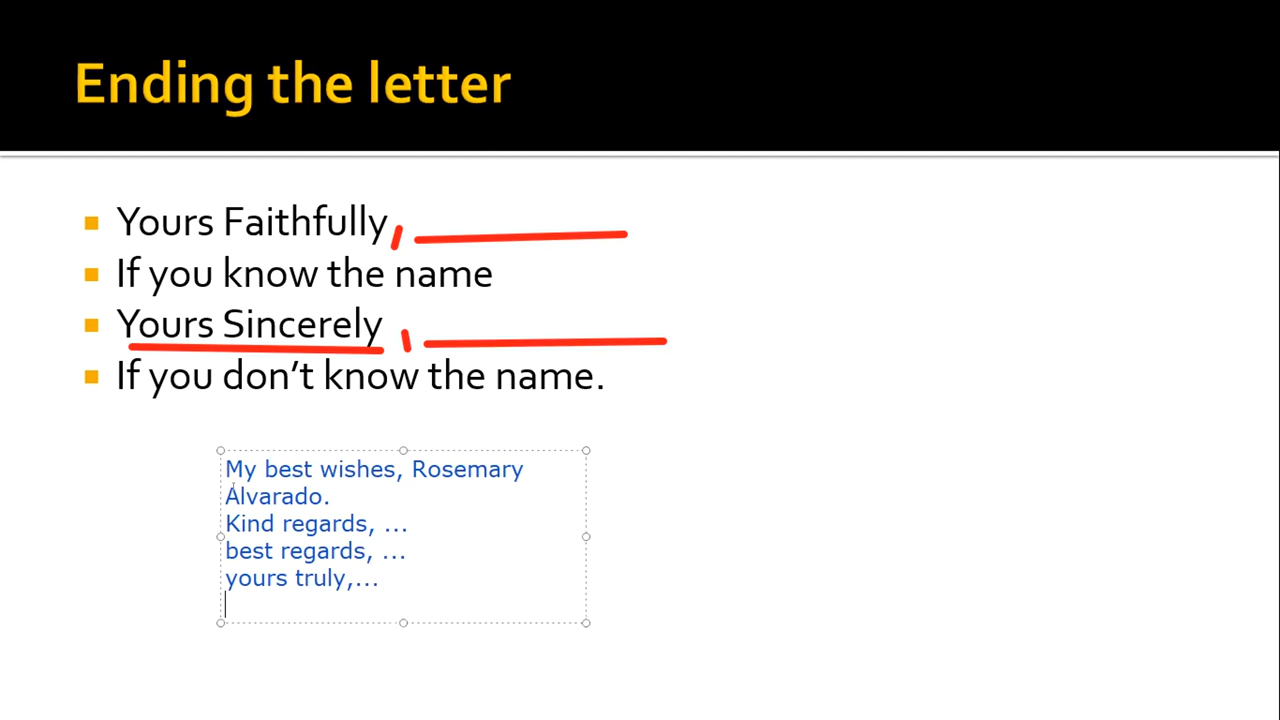 Ending the letter
Yours Faithfully,
If you know the name
Yours Sincerely ,
If you don't know the name.
My best wishes, Rosemary
Alvarado.
Kind regards, ...
best regards, ...
yours truly,...